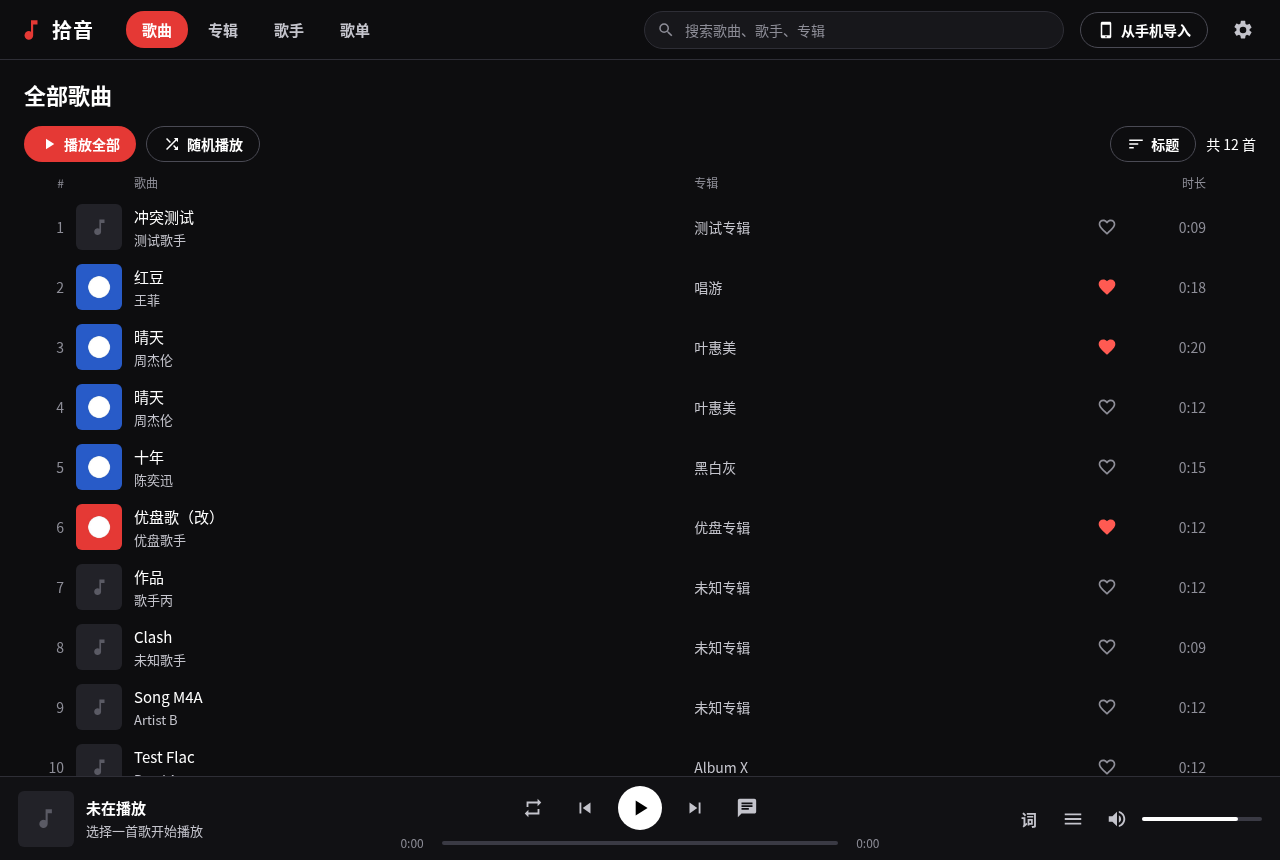 拾音 歌曲 专辑 歌手 歌单 搜索歌曲、歌手、专辑 从手机导入
全部歌曲
播放全部 随机播放 标题 共 12 首
# 歌曲 专辑 时长
1 冲突测试 测试专辑 0:09
测试歌手
2 红豆 唱游 0:18
王菲
3 晴天 叶惠美 0:20
周杰伦
4 晴天 叶惠美 0:12
周杰伦
5 十年 黑白灰 0:15
陈奕迅
6 优盘歌（改） 优盘专辑 0:12
优盘歌手
7 作品 未知专辑 0:12
歌手丙
8 Clash 未知专辑 0:09
未知歌手
9 Song M4A 未知专辑 0:12
Artist B
10 Test Flac Album X 0:12
未在播放
选择一首歌开始播放
词
0:00 0:00